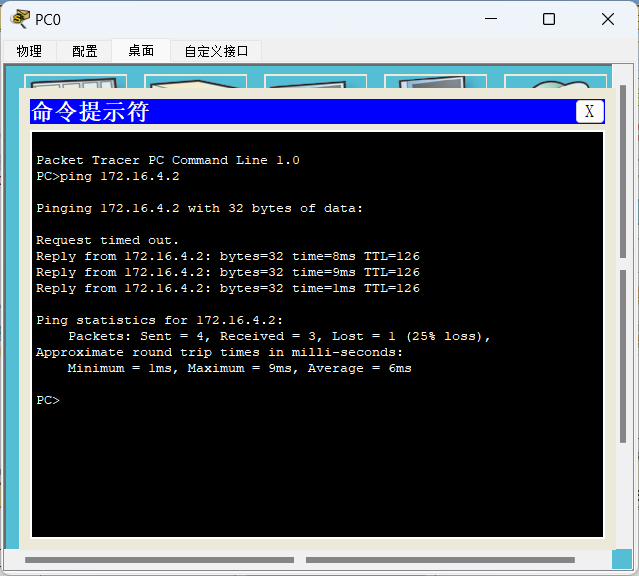 PC0
物理 配置 桌面 自定义接口
命令提示符 X
Packet Tracer PC Command Line 1.0
PC>ping 172.16.4.2
Pinging 172.16.4.2 with 32 bytes of data:
Request timed out.
Reply from 172.16.4.2: bytes=32 time=8ms TTL=126
Reply from 172.16.4.2: bytes=32 time=9ms TTL=126
Reply from 172.16.4.2: bytes=32 time=1ms TTL=126
Ping statistics for 172.16.4.2:
Packets: Sent = 4, Received = 3, Lost = 1 (25% loss),
Approximate round trip times in milli-seconds:
Minimum = 1ms, Maximum = 9ms, Average = 6ms
PC>